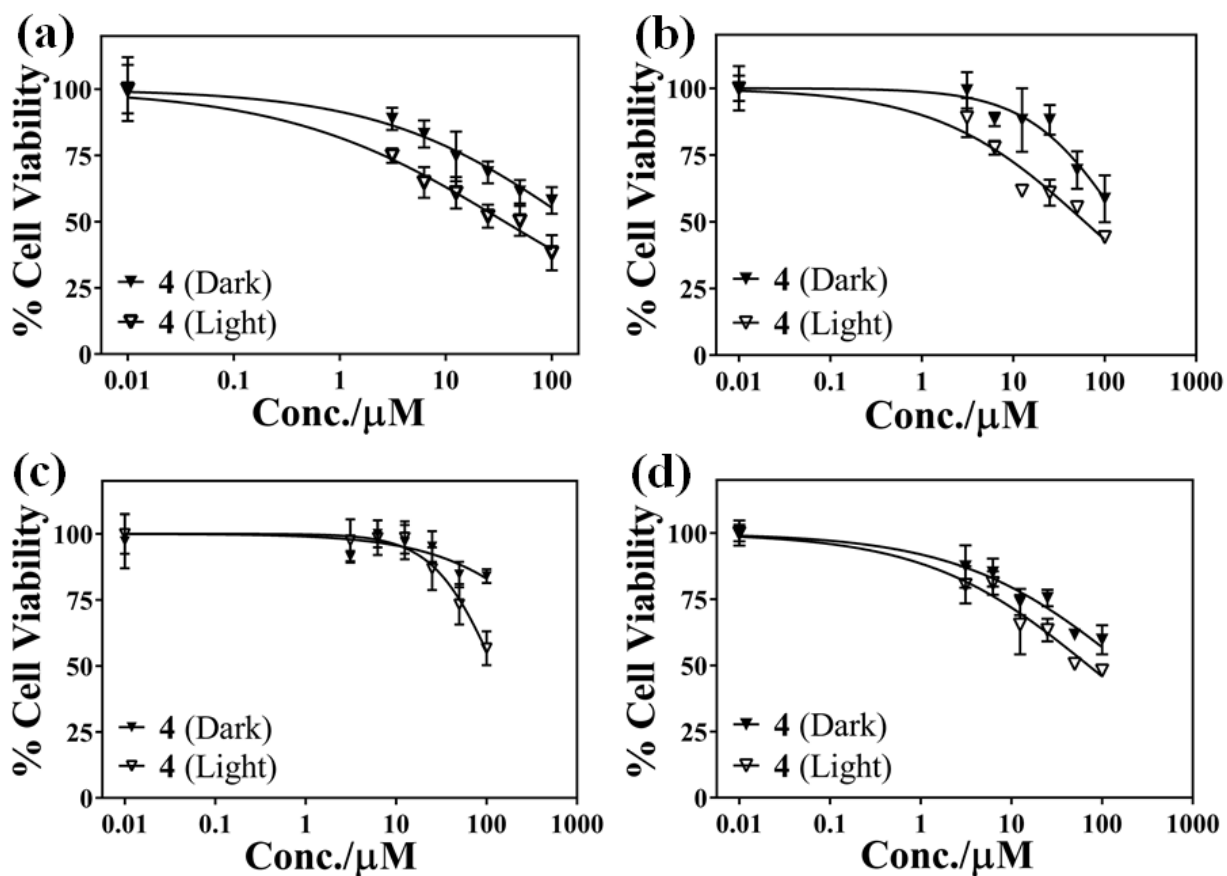 (a)
% Cell Viability
100
75
50
25
0
4 (Dark)
4 (Light)
0.01 0.1 1 10 100
Conc./μM
(b)
% Cell Viability
100
75
50
25
0
4 (Dark)
4 (Light)
0.01 0.1 1 10 100 1000
Conc./μM
(c)
% Cell Viability
100
75
50
25
0
4 (Dark)
4 (Light)
0.01 0.1 1 10 100 1000
Conc./μM
(d)
% Cell Viability
100
75
50
25
0
4 (Dark)
4 (Light)
0.01 0.1 1 10 100 1000
Conc./μM